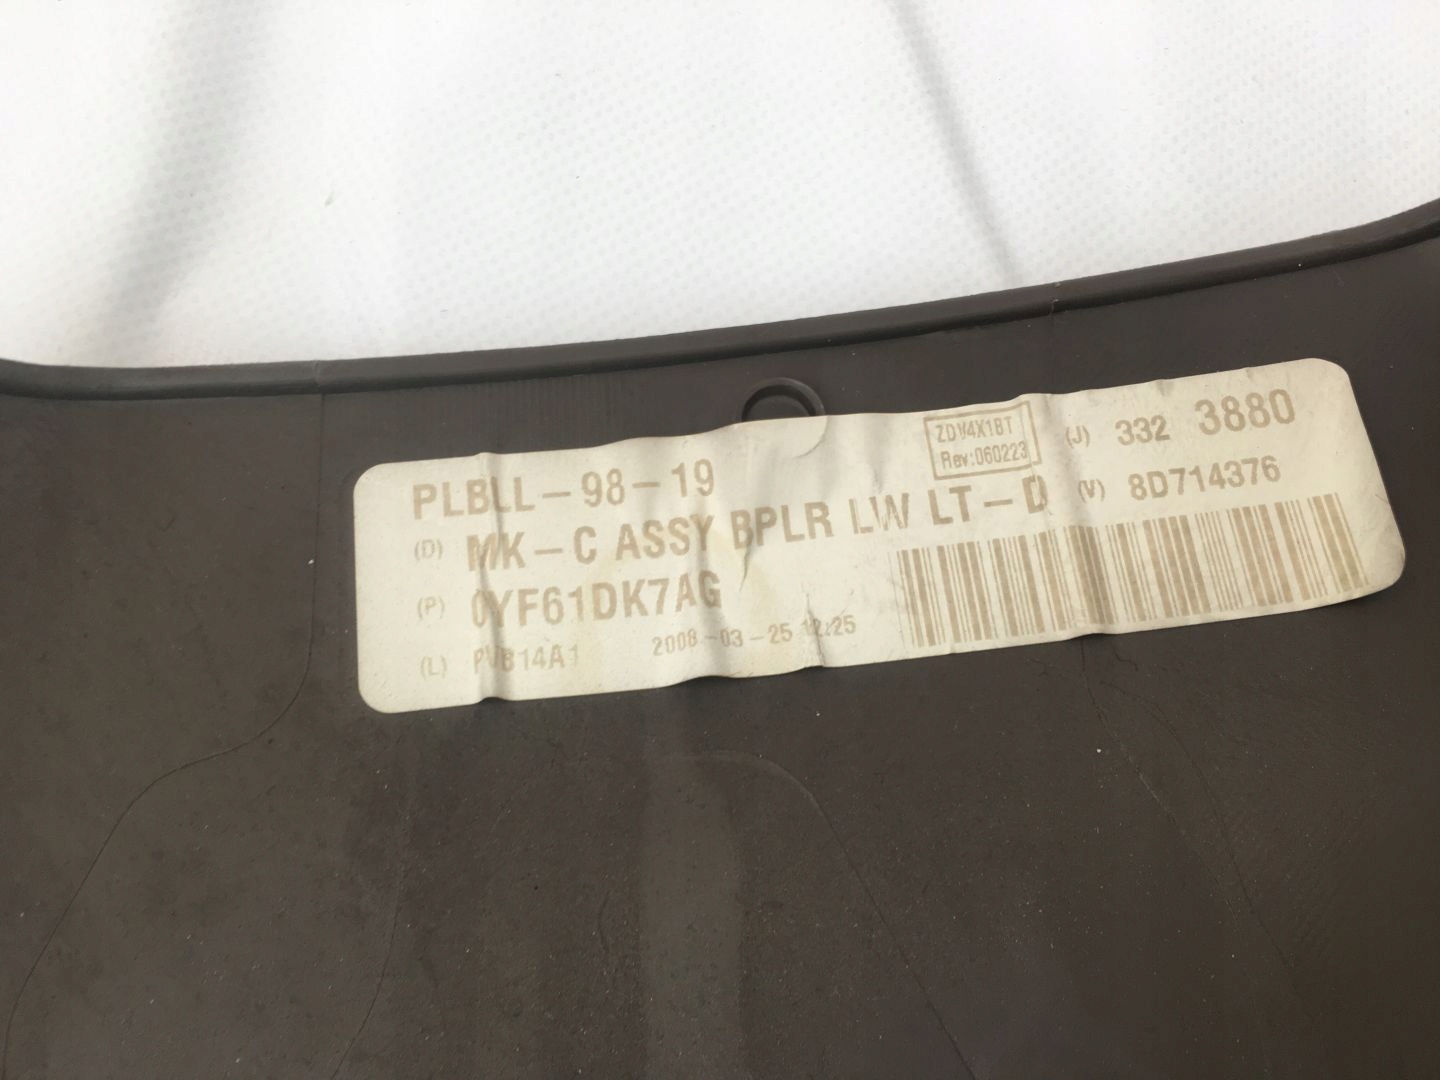 PLBLL-98-19
ZDW4X1BT
Rev:060223
(J) 332 3880
(D) MK-C ASSY BPLR LW LT-D
(V) 8D714376
(P) 0YF61DK7AG
(L) PVB14A1 2008-03-25 12:25